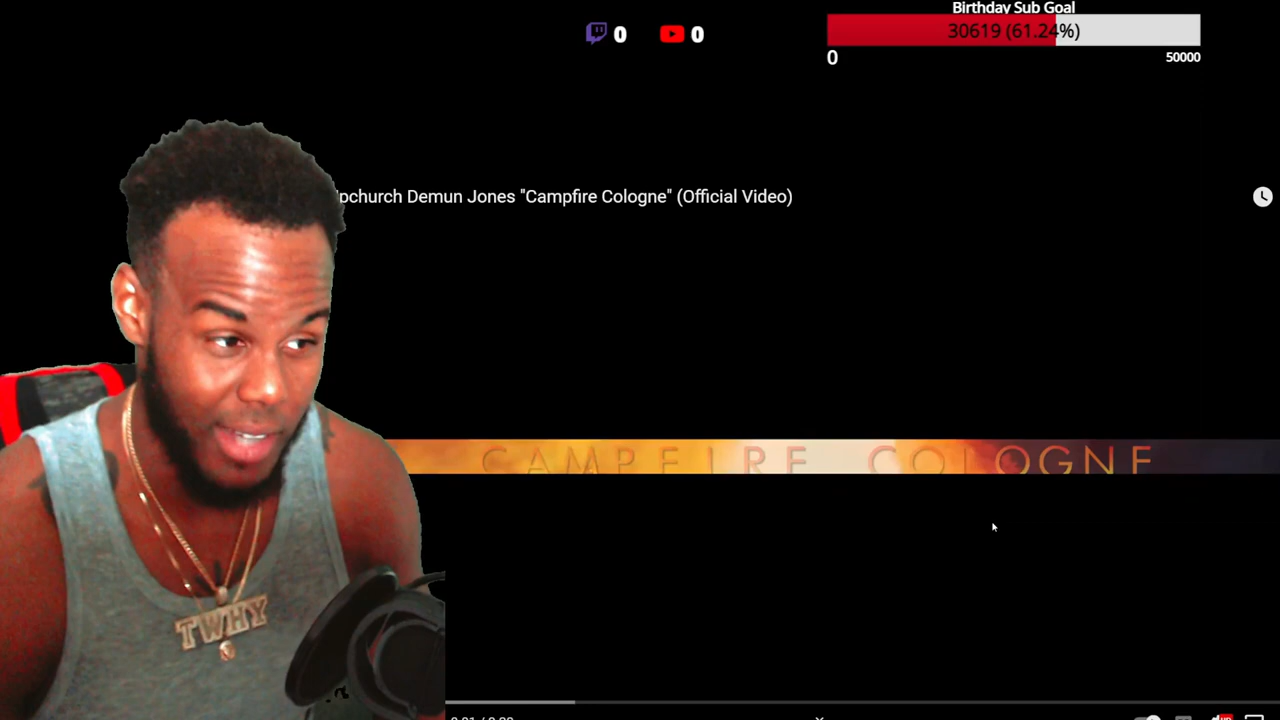 Birthday Sub Goal
0
0
30619 (61.24%)
0
50000
pchurch Demun Jones "Campfire Cologne" (Official Video)
CAMPFIRE COLOGNE
TWHY